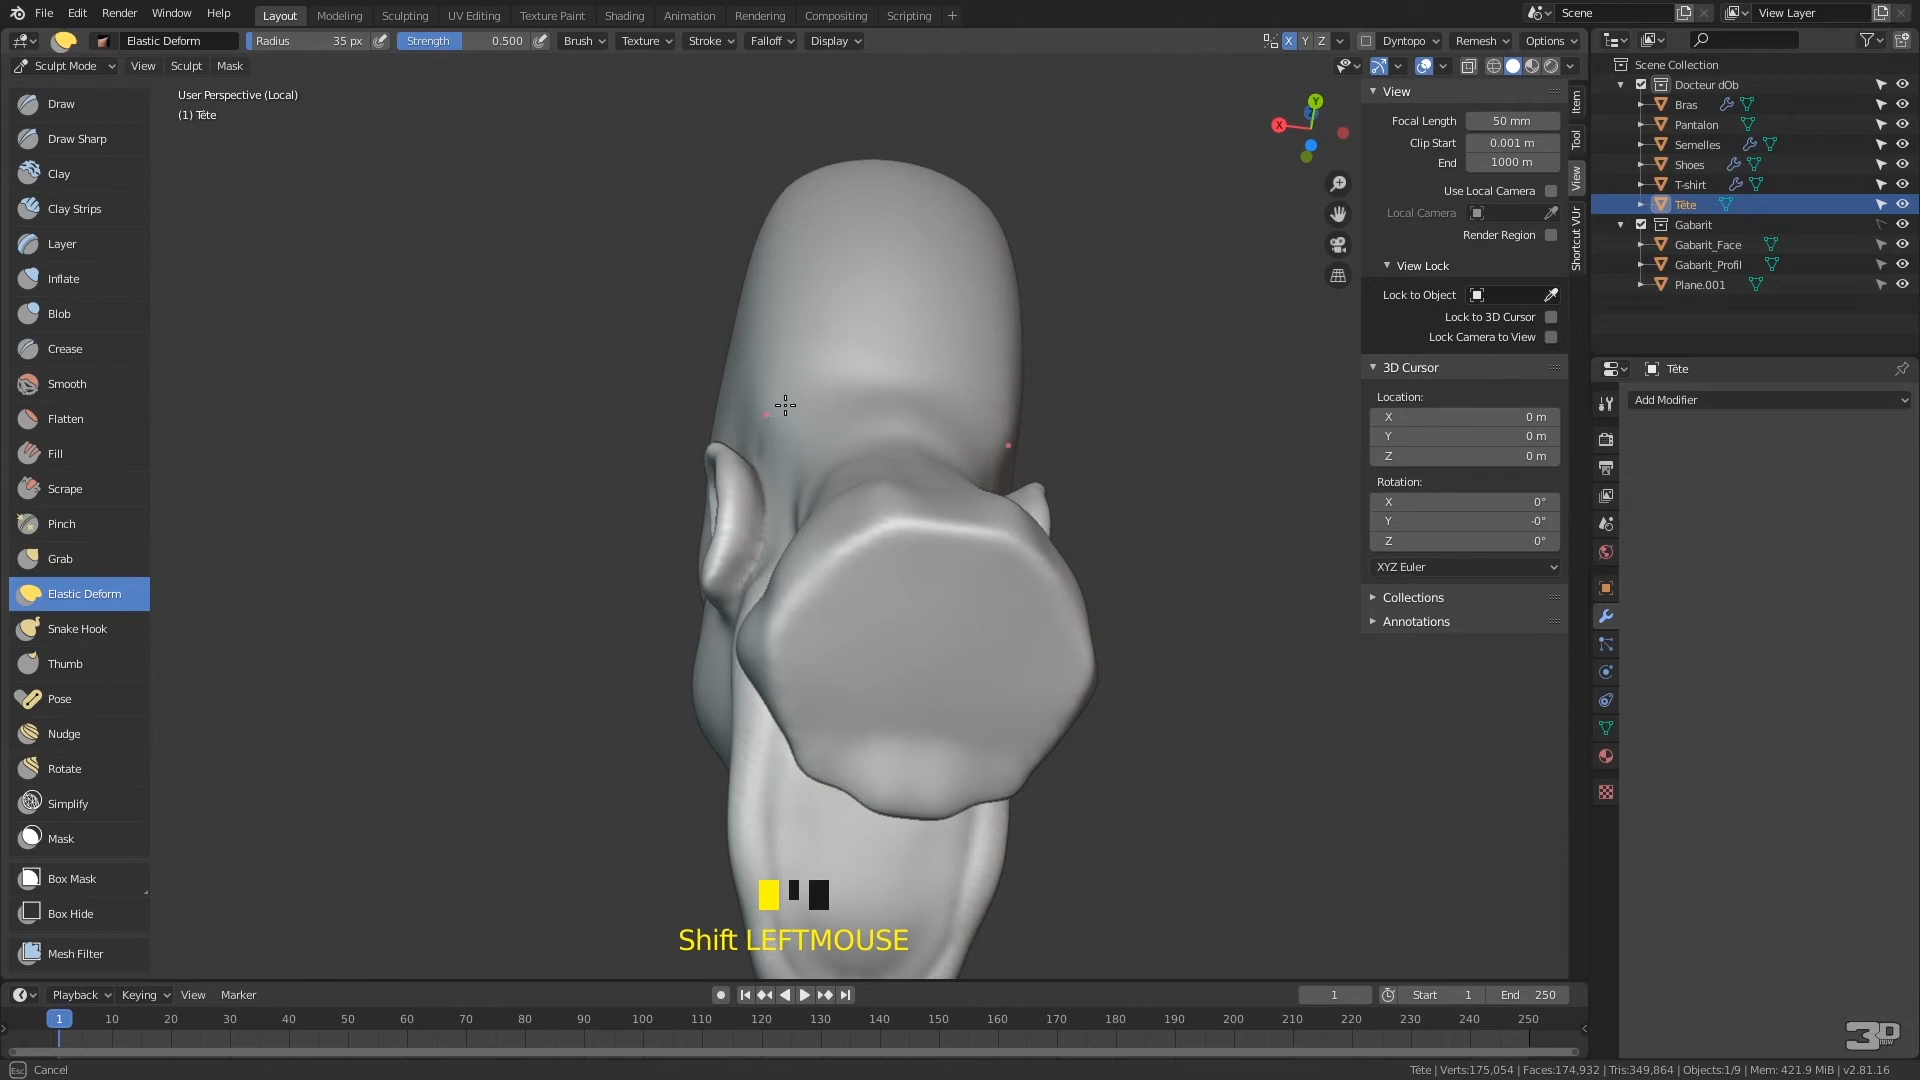 File Edit Render Window Help
Layout Modeling Sculpting UV Editing Texture Paint Shading Animation Rendering Compositing Scripting +
Scene
View Layer
Elastic Deform
Radius 35 px
Strength 0.500
Brush Texture Stroke Falloff Display
X Y Z
Dyntopo Remesh Options
Sculpt Mode View Sculpt Mask
User Perspective (Local)
(1) Tête
Draw
Draw Sharp
Clay
Clay Strips
Layer
Inflate
Blob
Crease
Smooth
Flatten
Fill
Scrape
Pinch
Grab
Elastic Deform
Snake Hook
Thumb
Pose
Nudge
Rotate
Simplify
Mask
Box Mask
Box Hide
Mesh Filter
Y
X
View
Focal Length 50 mm
Clip Start 0.001 m
End 1000 m
Use Local Camera
Local Camera
Render Region
View Lock
Lock to Object
Lock to 3D Cursor
Lock Camera to View
3D Cursor
Location:
X 0 m
Y 0 m
Z 0 m
Rotation:
X 0°
Y -0°
Z 0°
XYZ Euler
Collections
Annotations
Item
Tool
View
Shortcut VUr
Scene Collection
Docteur dOb
Bras
Pantalon
Semelles
Shoes
T-shirt
Tête
Gabarit
Gabarit_Face
Gabarit_Profil
Plane.001
Tête
Add Modifier
Shift LEFTMOUSE
Playback Keying View Marker
1
Start 1
End 250
1 10 20 30 40 50 60 70 80 90 100 110 120 130 140 150 160 170 180 190 200 210 220 230 240 250
3D now
Esc Cancel
Tête | Verts:175,054 | Faces:174,932 | Tris:349,864 | Objects:1/9 | Mem: 421.9 MiB | v2.81.16